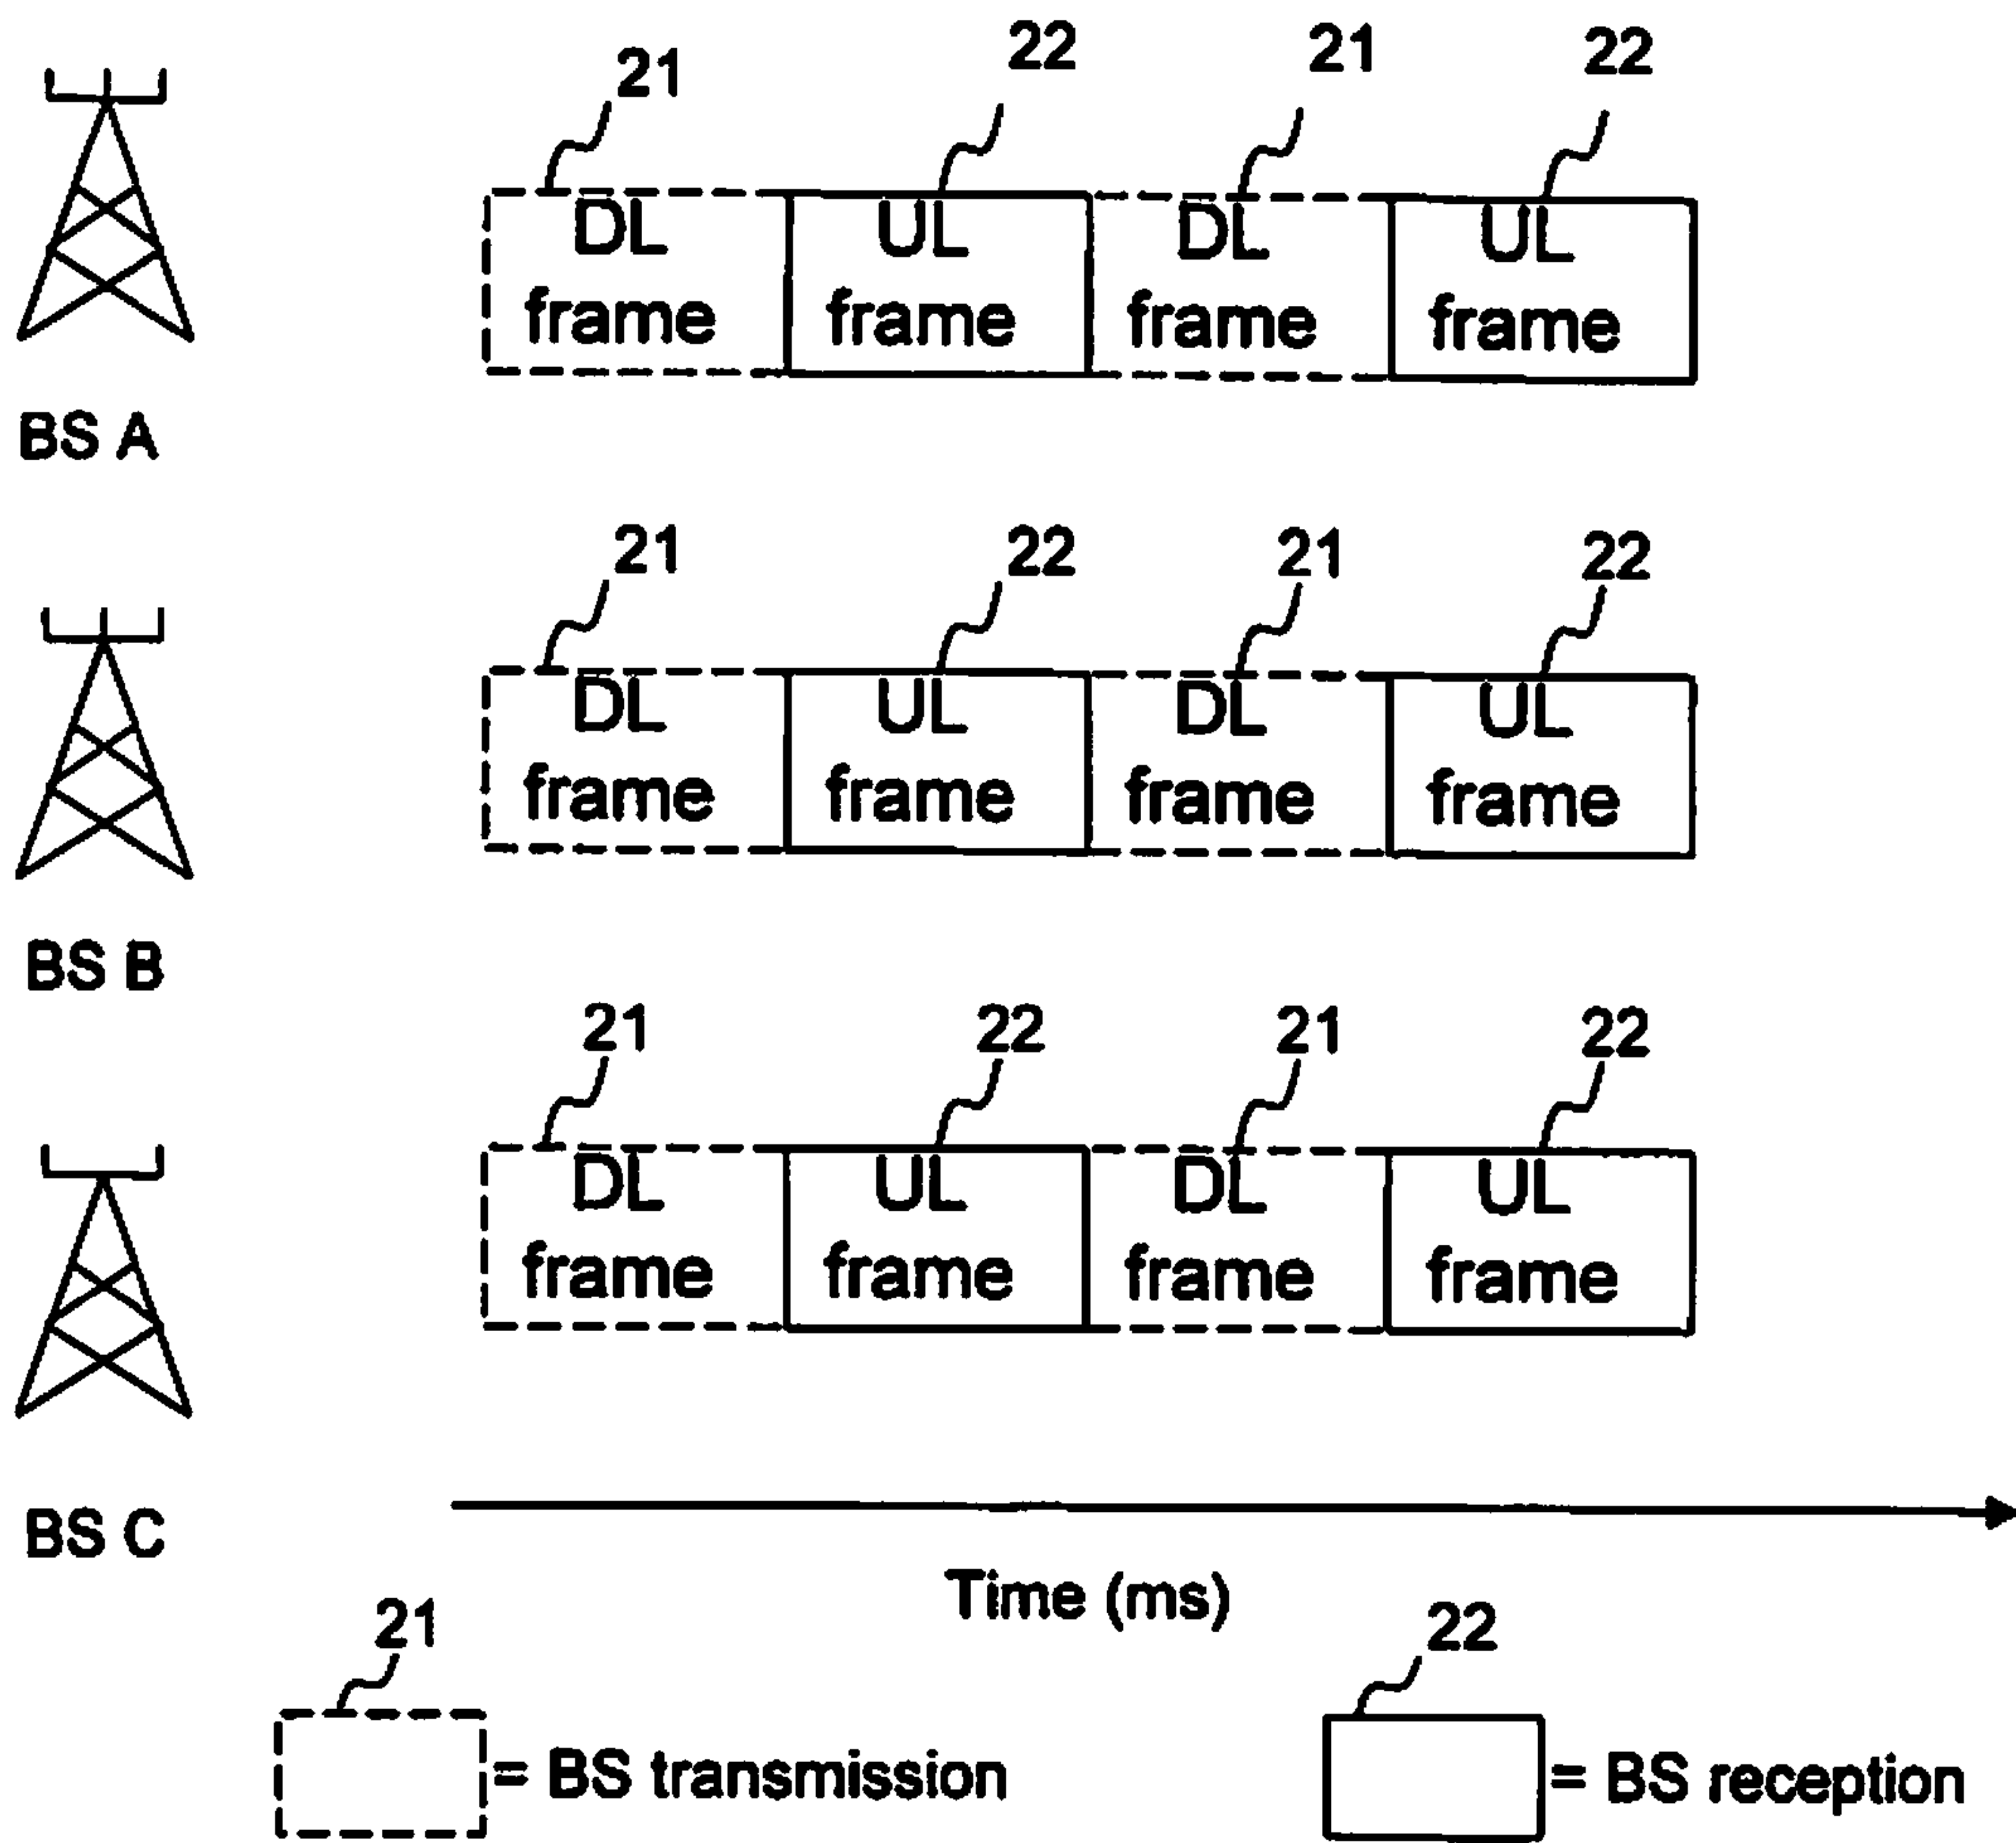 21 22 21 22
DL UL DL UL
frame frame frame frame
BS A
21 22 21 22
DL UL DL UL
frame frame frame frame
BS B
21 22 21 22
DL UL DL UL
frame frame frame frame
BS C
Time (ms)
21 22
= BS transmission = BS reception